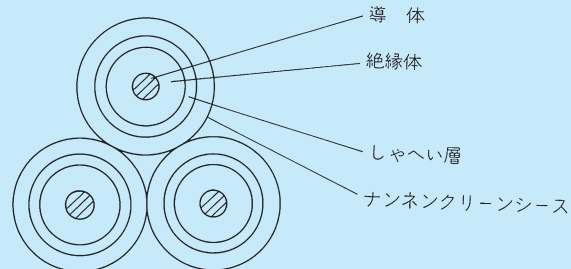 導　体
絶縁体
しゃへい層
ナンネンクリーンシース